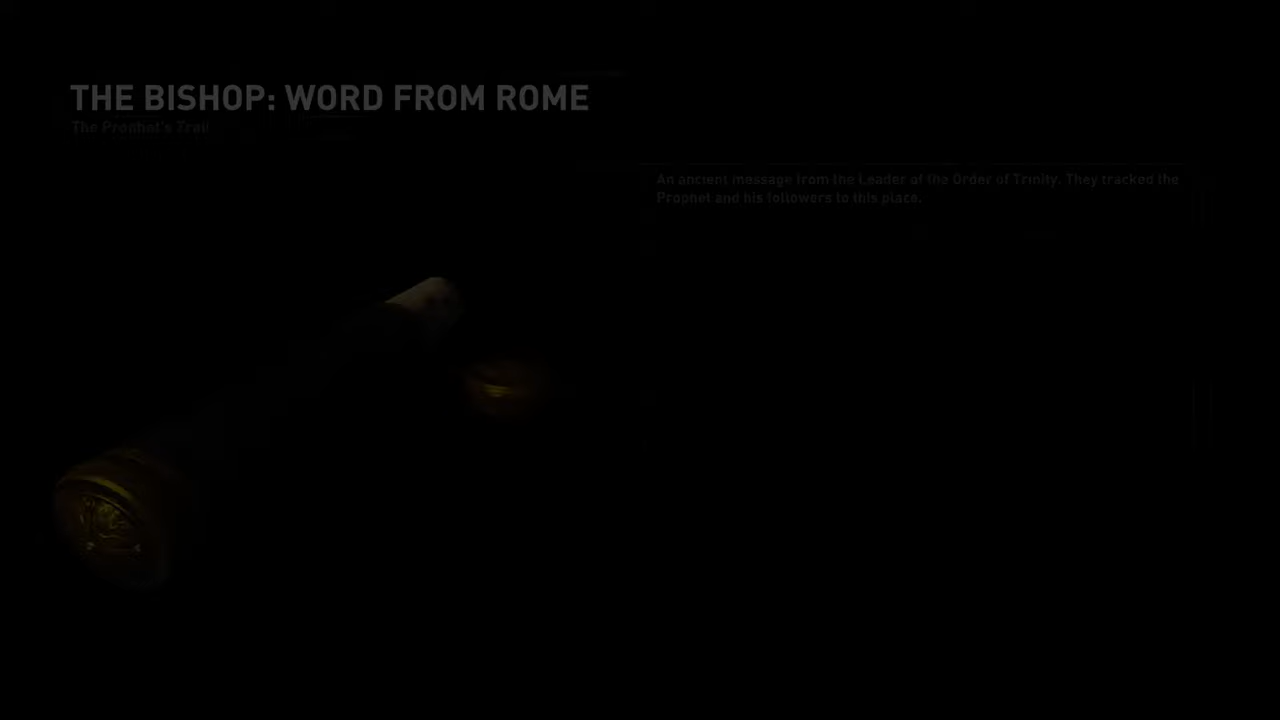 THE BISHOP: WORD FROM ROME
The Prophet's Trail
An ancient message from the Leader of the Order of Trinity. They tracked the
Prophet and his followers to this place.